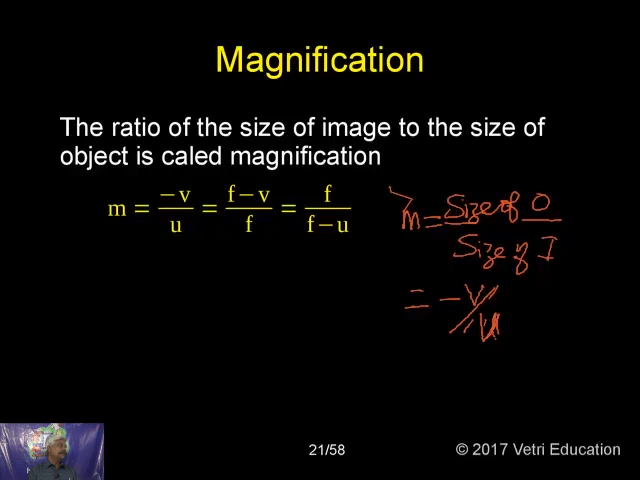 Magnification
The ratio of the size of image to the size of
object is caled magnification
m = −v/u = f−v/f = f/f−u
m = Size of O / Size of I
= −v/u
21/58
© 2017 Vetri Education